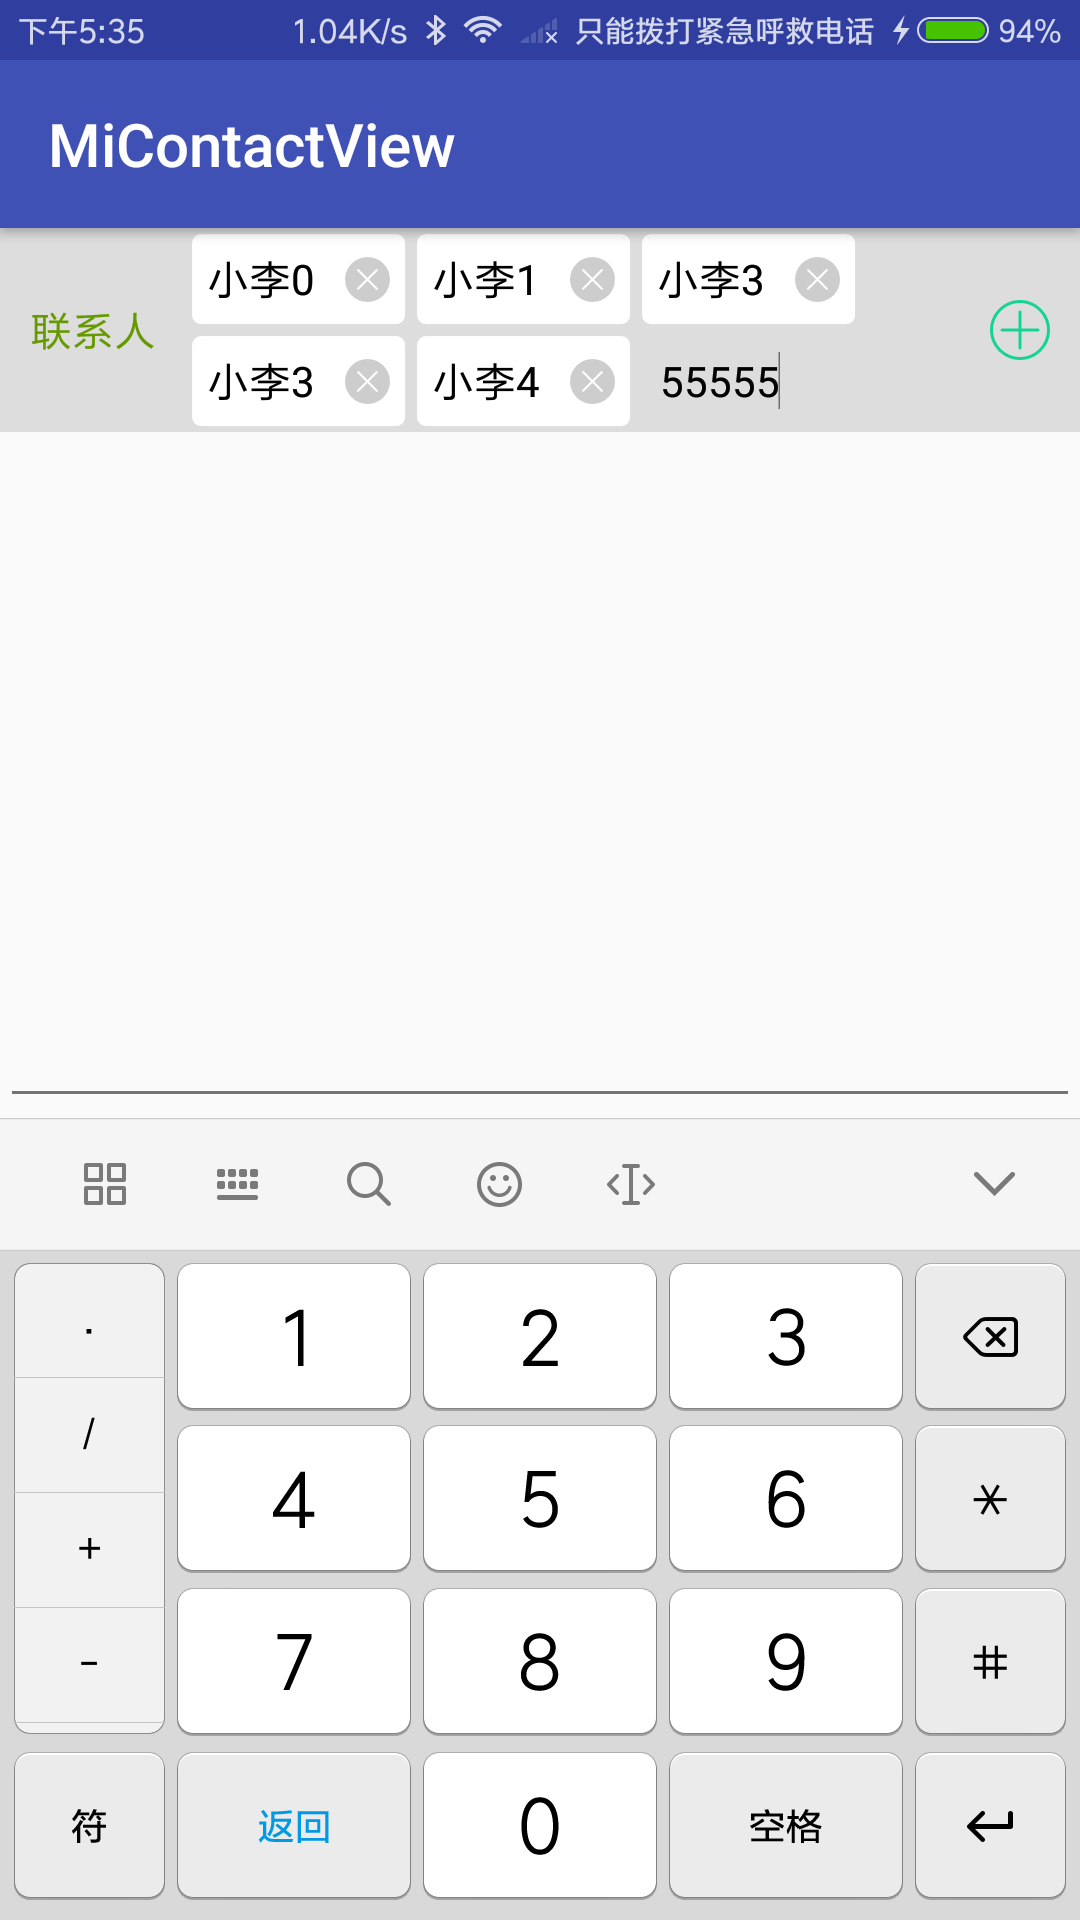 下午5:35 1.04K/s 只能拨打紧急呼救电话 94%
MiContactView
联系人
小李0 小李1 小李3
小李3 小李4 55555
. 1 2 3
/ 4 5 6 *
+
- 7 8 9 #
符 返回 0 空格